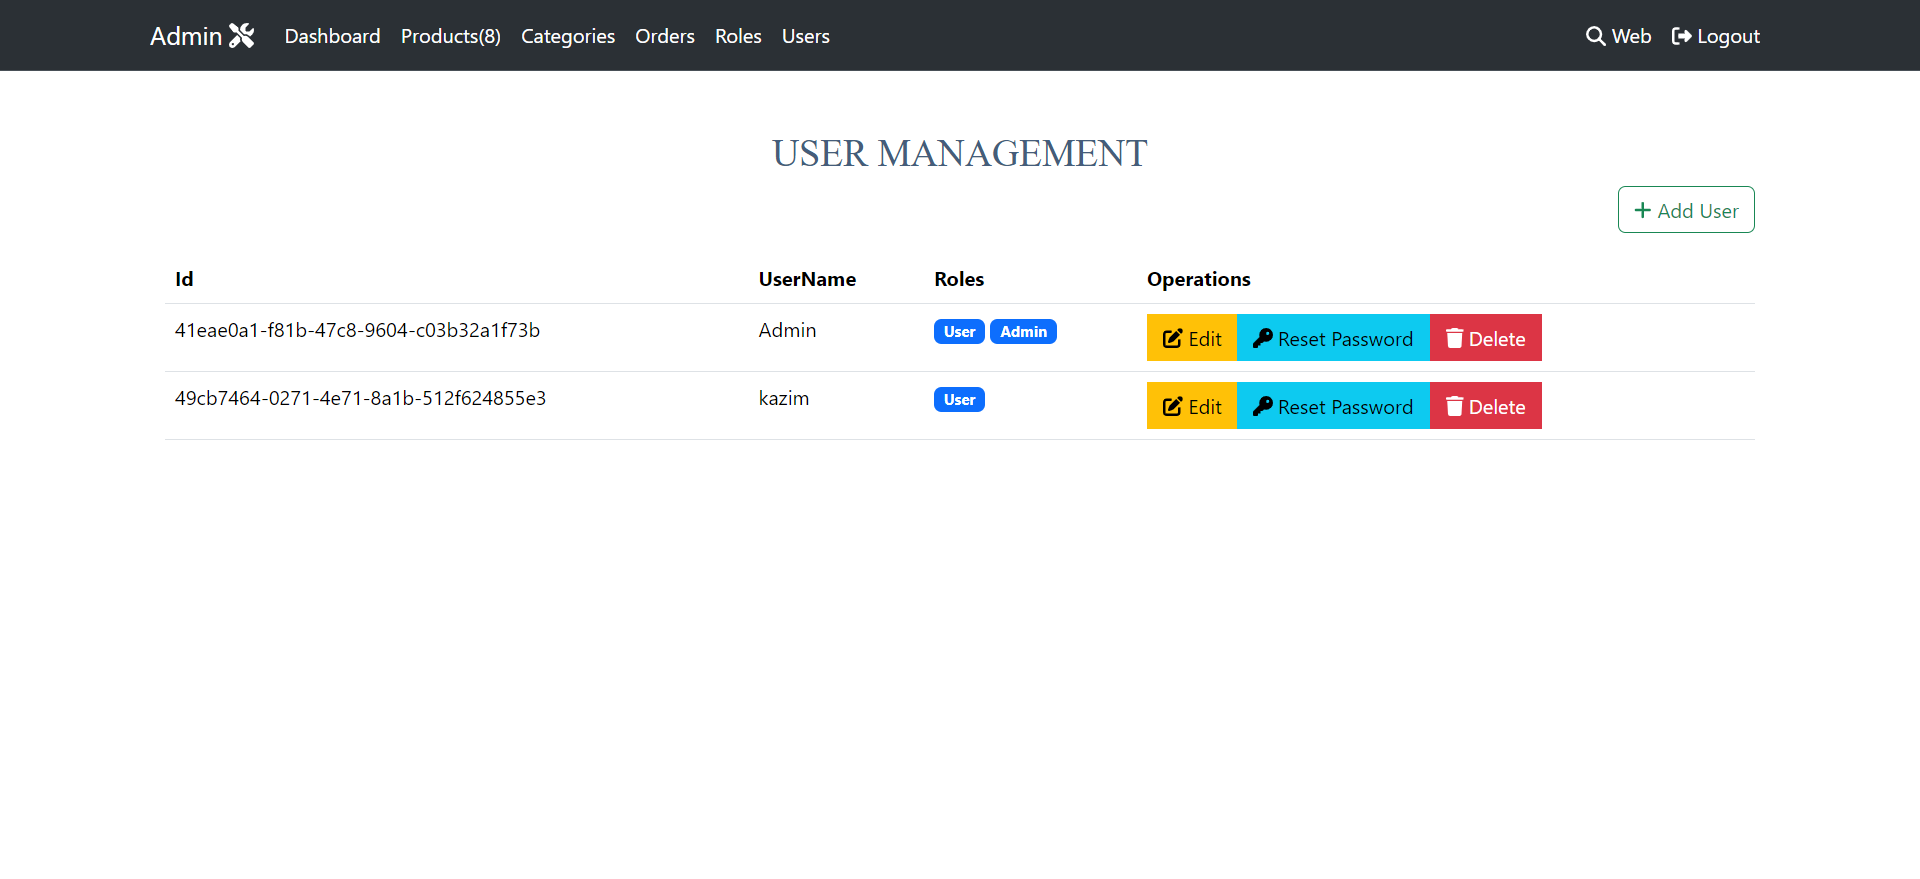 Admin Dashboard Products(8) Categories Orders Roles Users Web Logout
USER MANAGEMENT
+ Add User
Id UserName Roles Operations
41eae0a1-f81b-47c8-9604-c03b32a1f73b Admin User Admin Edit Reset Password Delete
49cb7464-0271-4e71-8a1b-512f624855e3 kazim User Edit Reset Password Delete